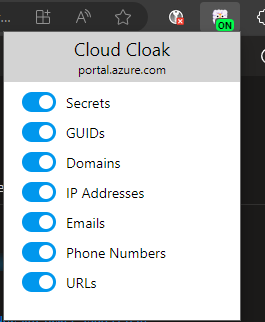 ON
Cloud Cloak
portal.azure.com
Secrets
GUIDs
Domains
IP Addresses
Emails
Phone Numbers
URLs